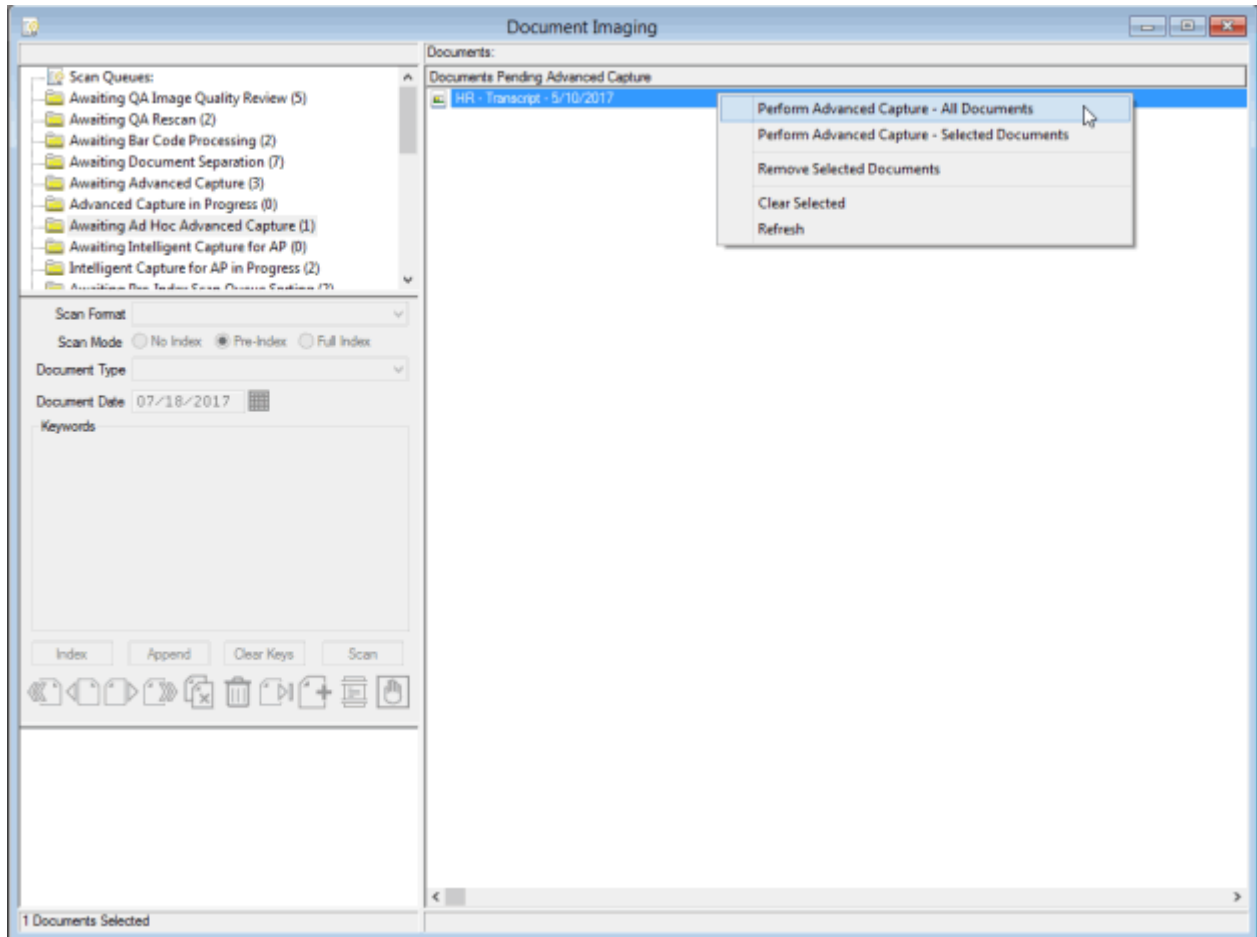 Document Imaging
Documents:
Scan Queues:
Awaiting QA Image Quality Review (5)
Awaiting QA Rescan (2)
Awaiting Bar Code Processing (2)
Awaiting Document Separation (7)
Awaiting Advanced Capture (3)
Advanced Capture in Progress (0)
Awaiting Ad Hoc Advanced Capture (1)
Awaiting Intelligent Capture for AP (0)
Intelligent Capture for AP in Progress (2)
Documents Pending Advanced Capture
HR - Transcript - 5/10/2017
Perform Advanced Capture - All Documents
Perform Advanced Capture - Selected Documents
Remove Selected Documents
Clear Selected
Refresh
Scan Format
Scan Mode No Index Pre-Index Full Index
Document Type
Document Date 07/18/2017
Keywords
Index Append Clear Keys Scan
1 Documents Selected